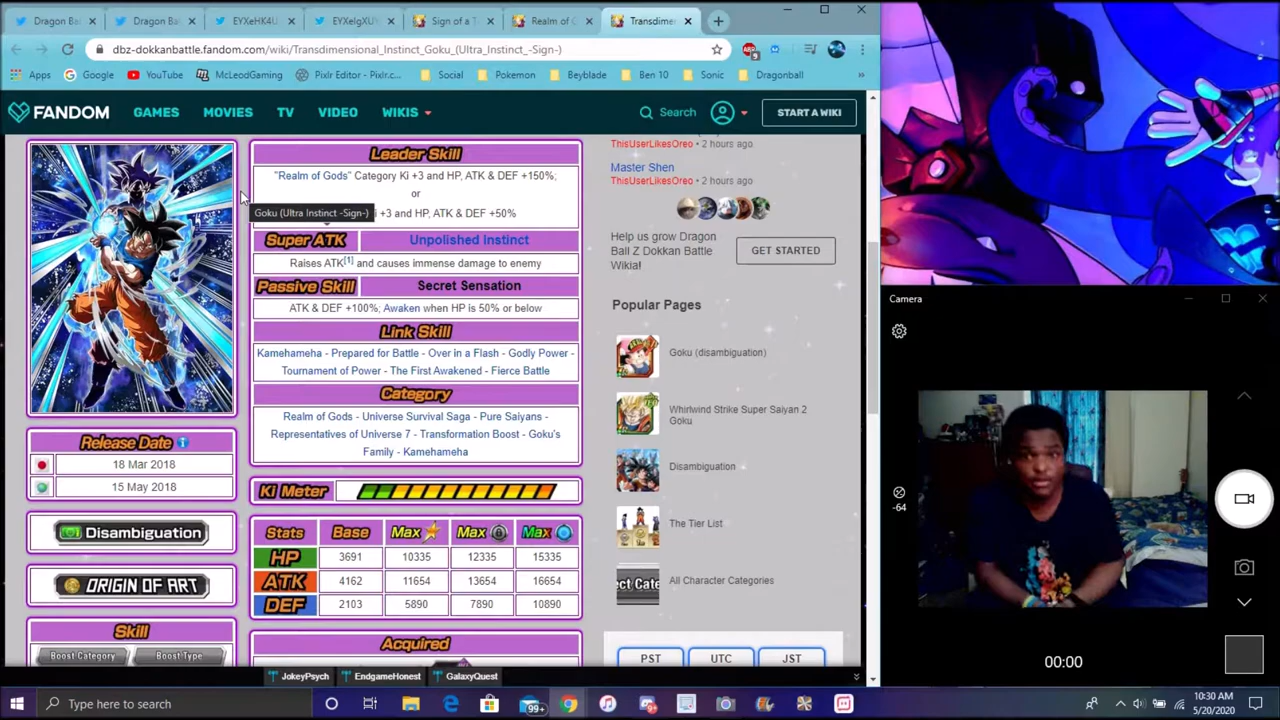 Dragon Ba
Dragon Ba
EYXeHK4U
EYXelgXUY
Sign of a T
Realm of G
Transdime
dbz-dokkanbattle.fandom.com/wiki/Transdimensional_Instinct_Goku_(Ultra_Instinct_-Sign-)
Apps
Google
YouTube
McLeodGaming
Pixlr Editor - Pixlr.c...
Social
Pokemon
Beyblade
Ben 10
Sonic
Dragonball
»
FANDOM
GAMES
MOVIES
TV
VIDEO
WIKIS
Search
START A WIKI
Leader Skill
"Realm of Gods" Category Ki +3 and HP, ATK & DEF +150%;
or
i +3 and HP, ATK & DEF +50%
Goku (Ultra Instinct -Sign-)
Super ATK
Unpolished Instinct
Raises ATK[1] and causes immense damage to enemy
Passive Skill
Secret Sensation
ATK & DEF +100%; Awaken when HP is 50% or below
Link Skill
Kamehameha - Prepared for Battle - Over in a Flash - Godly Power -
Tournament of Power - The First Awakened - Fierce Battle
Category
Realm of Gods - Universe Survival Saga - Pure Saiyans -
Representatives of Universe 7 - Transformation Boost - Goku's
Family - Kamehameha
Release Date
18 Mar 2018
15 May 2018
Disambiguation
ORIGIN OF ART
Skill
Boost Category
Boost Type
Ki Meter
Stats Base Max Max Max
HP 3691 10335 12335 15335
ATK 4162 11654 13654 16654
DEF 2103 5890 7890 10890
Acquired
ThisUserLikesOreo • 2 hours ago
Master Shen
ThisUserLikesOreo • 2 hours ago
Help us grow Dragon
Ball Z Dokkan Battle
Wikia!
GET STARTED
Popular Pages
Goku (disambiguation)
Whirlwind Strike Super Saiyan 2
Goku
Disambiguation
The Tier List
ect Cate
All Character Categories
PST
UTC
JST
JokeyPsych
EndgameHonest
GalaxyQuest
Camera
-64
00:00
Type here to search
99+
10:30 AM
5/20/2020